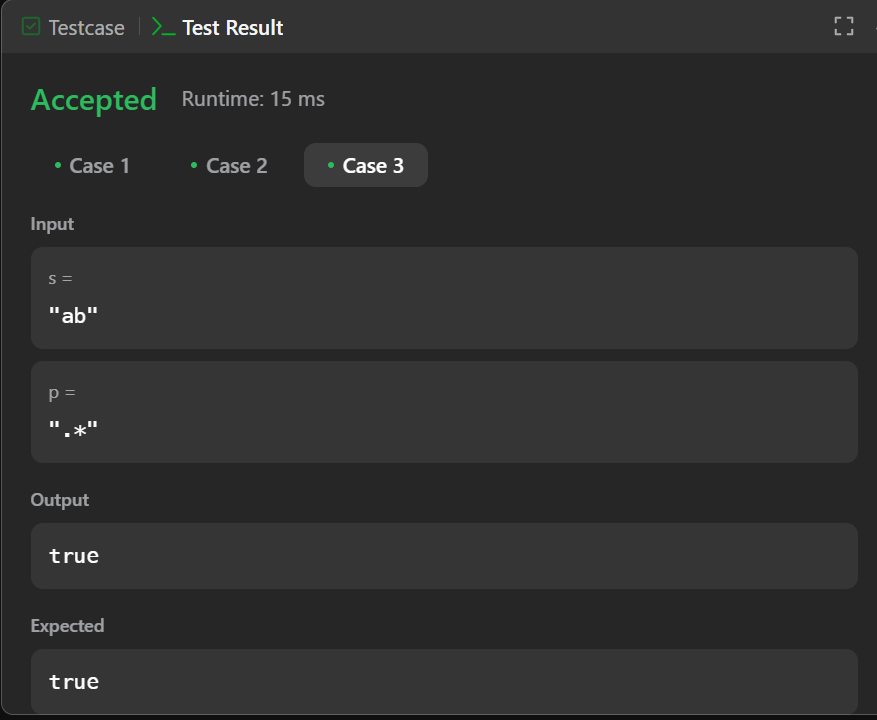 Testcase
Test Result
Accepted Runtime: 15 ms
Case 1 Case 2 Case 3
Input
s =
"ab"
p =
".*"
Output
true
Expected
true